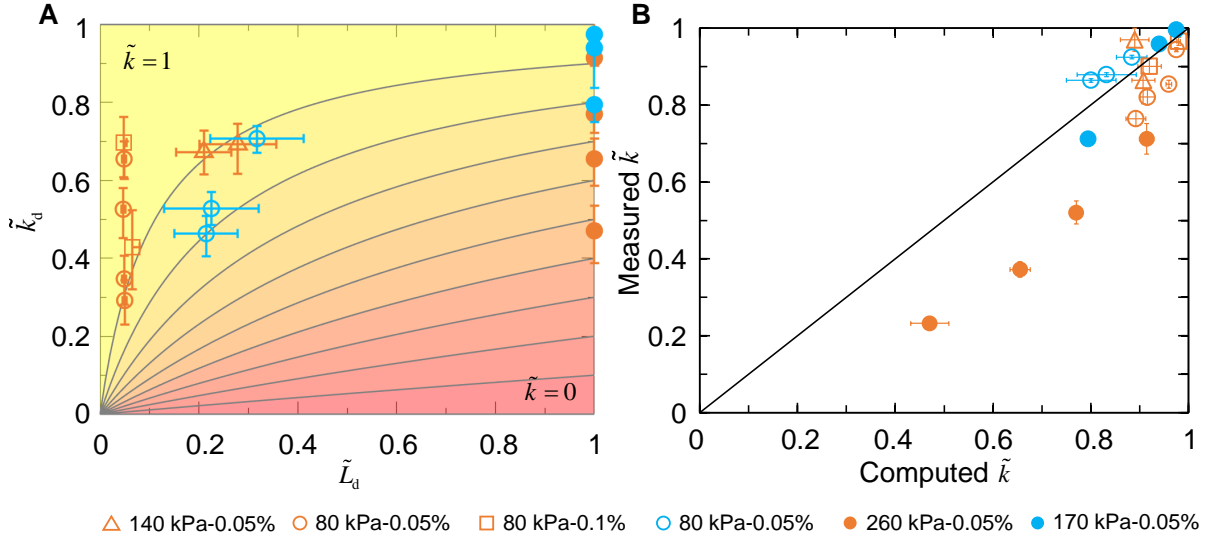 A
1
0.8
0.6
0.4
0.2
0
k̃_d
k̃ = 1
k̃ = 0
0 0.2 0.4 0.6 0.8 1
L̃_d
B
1
0.8
0.6
0.4
0.2
0
Measured k̃
0 0.2 0.4 0.6 0.8 1
Computed k̃
140 kPa-0.05% 80 kPa-0.05% 80 kPa-0.1% 80 kPa-0.05% 260 kPa-0.05% 170 kPa-0.05%